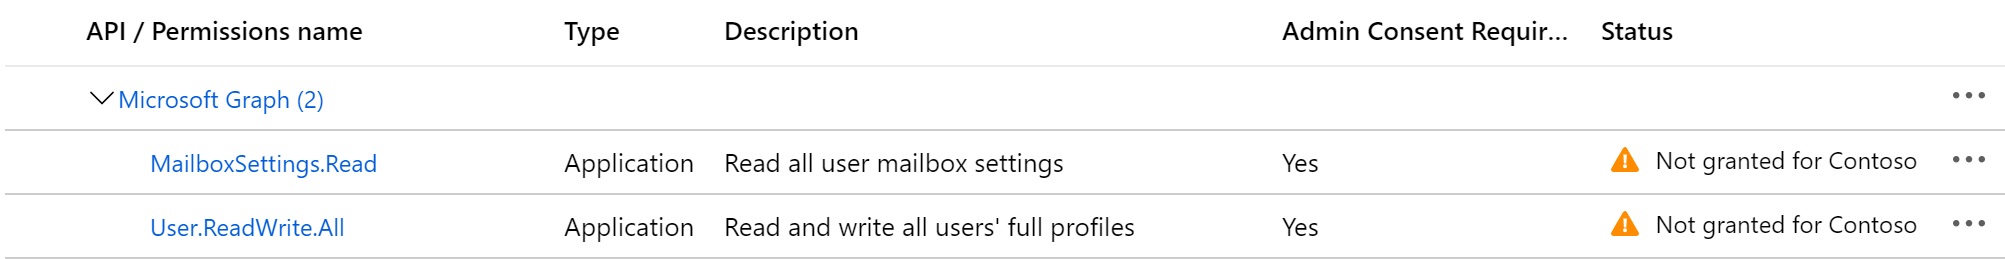 API / Permissions name Type Description Admin Consent Requir... Status
Microsoft Graph (2)
MailboxSettings.Read Application Read all user mailbox settings Yes Not granted for Contoso
User.ReadWrite.All Application Read and write all users' full profiles Yes Not granted for Contoso